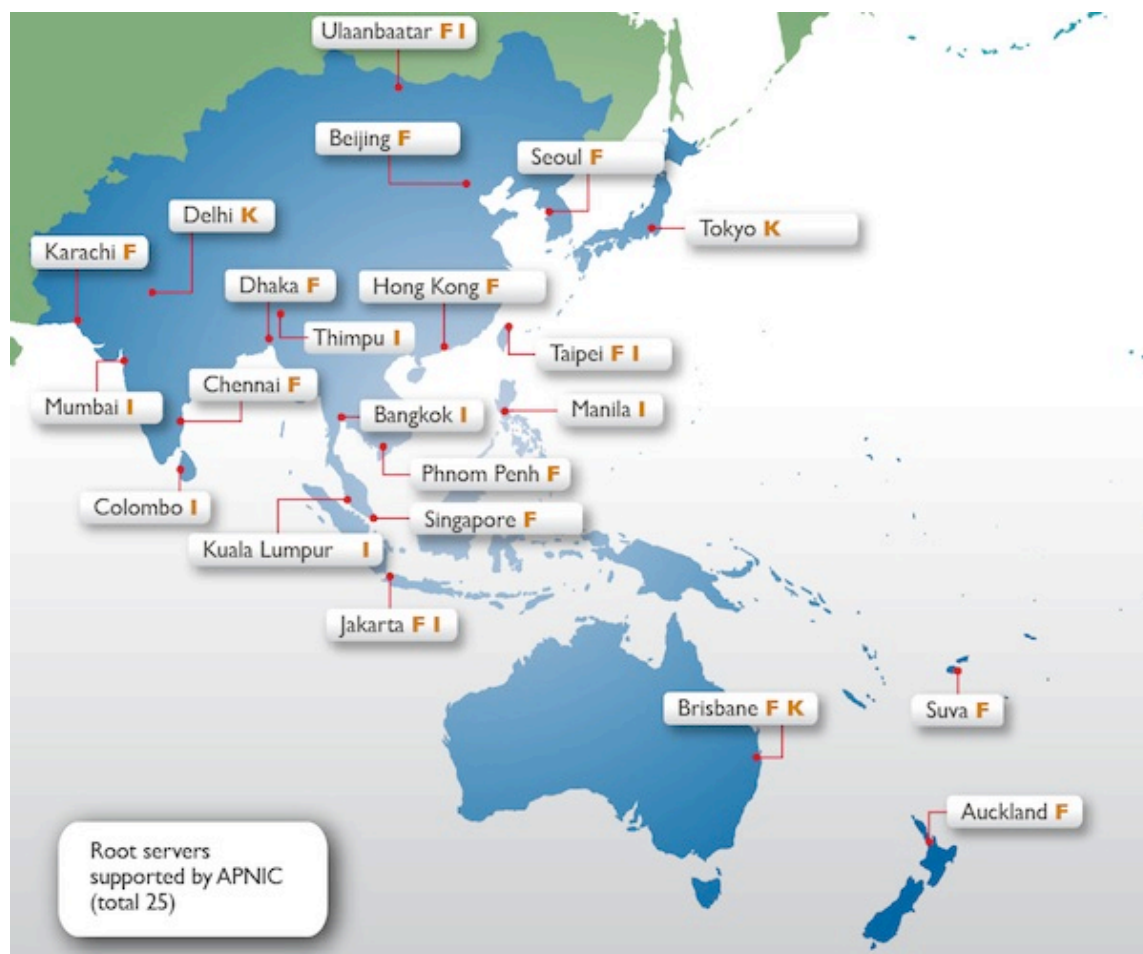 Ulaanbaatar F I
Beijing F
Seoul F
Delhi K
Tokyo K
Karachi F
Dhaka F
Hong Kong F
Thimpu I
Taipei F I
Chennai F
Mumbai I
Bangkok I
Manila I
Phnom Penh F
Colombo I
Singapore F
Kuala Lumpur I
Jakarta F I
Brisbane F K
Suva F
Auckland F
Root servers
supported by APNIC
(total 25)